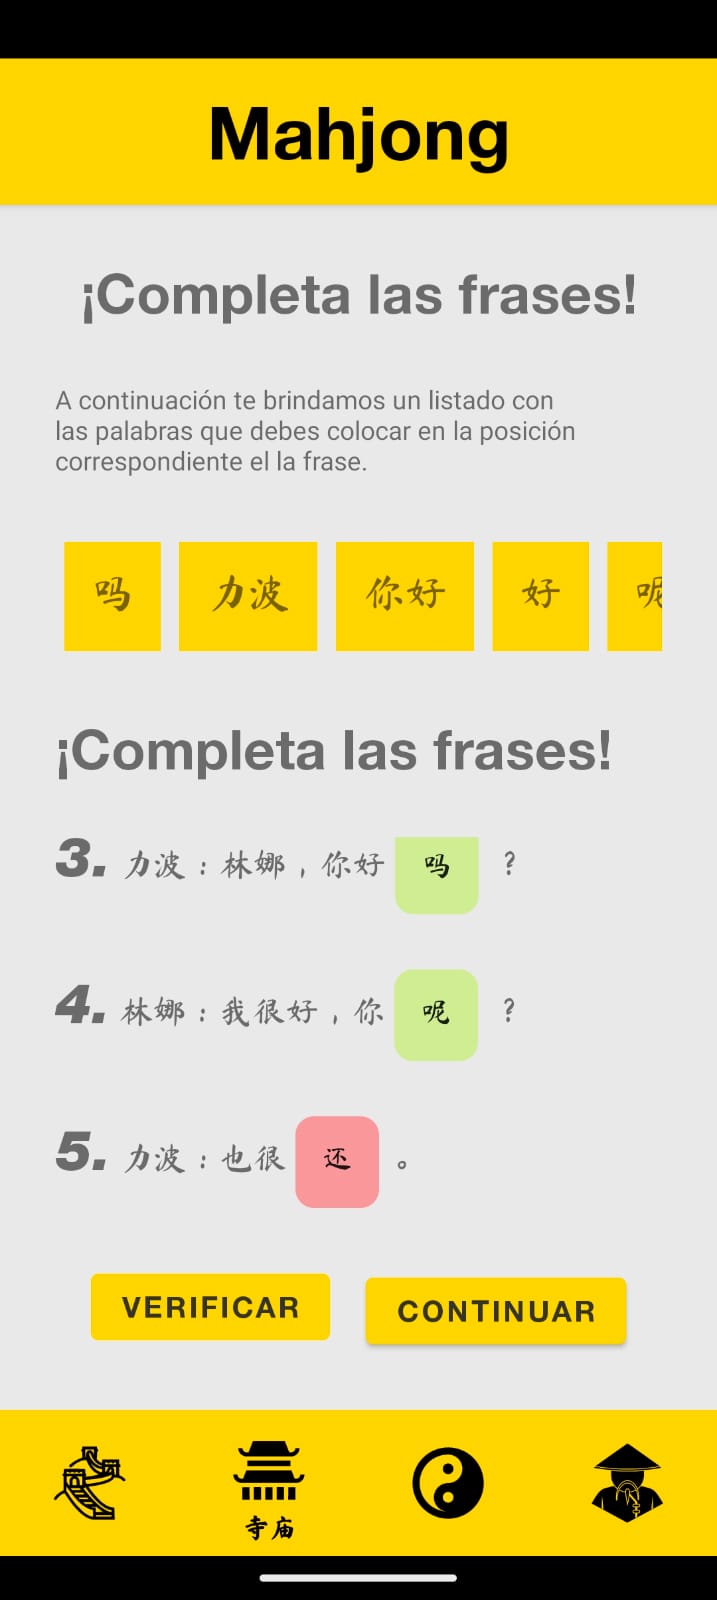 Mahjong
¡Completa las frases!
A continuación te brindamos un listado con
las palabras que debes colocar en la posición
correspondiente el la frase.
吗 力波 你好 好 呢
¡Completa las frases!
3. 力波：林娜，你好 吗 ？
4. 林娜：我很好，你 呢 ？
5. 力波：也很 还 。
VERIFICAR CONTINUAR
寺庙